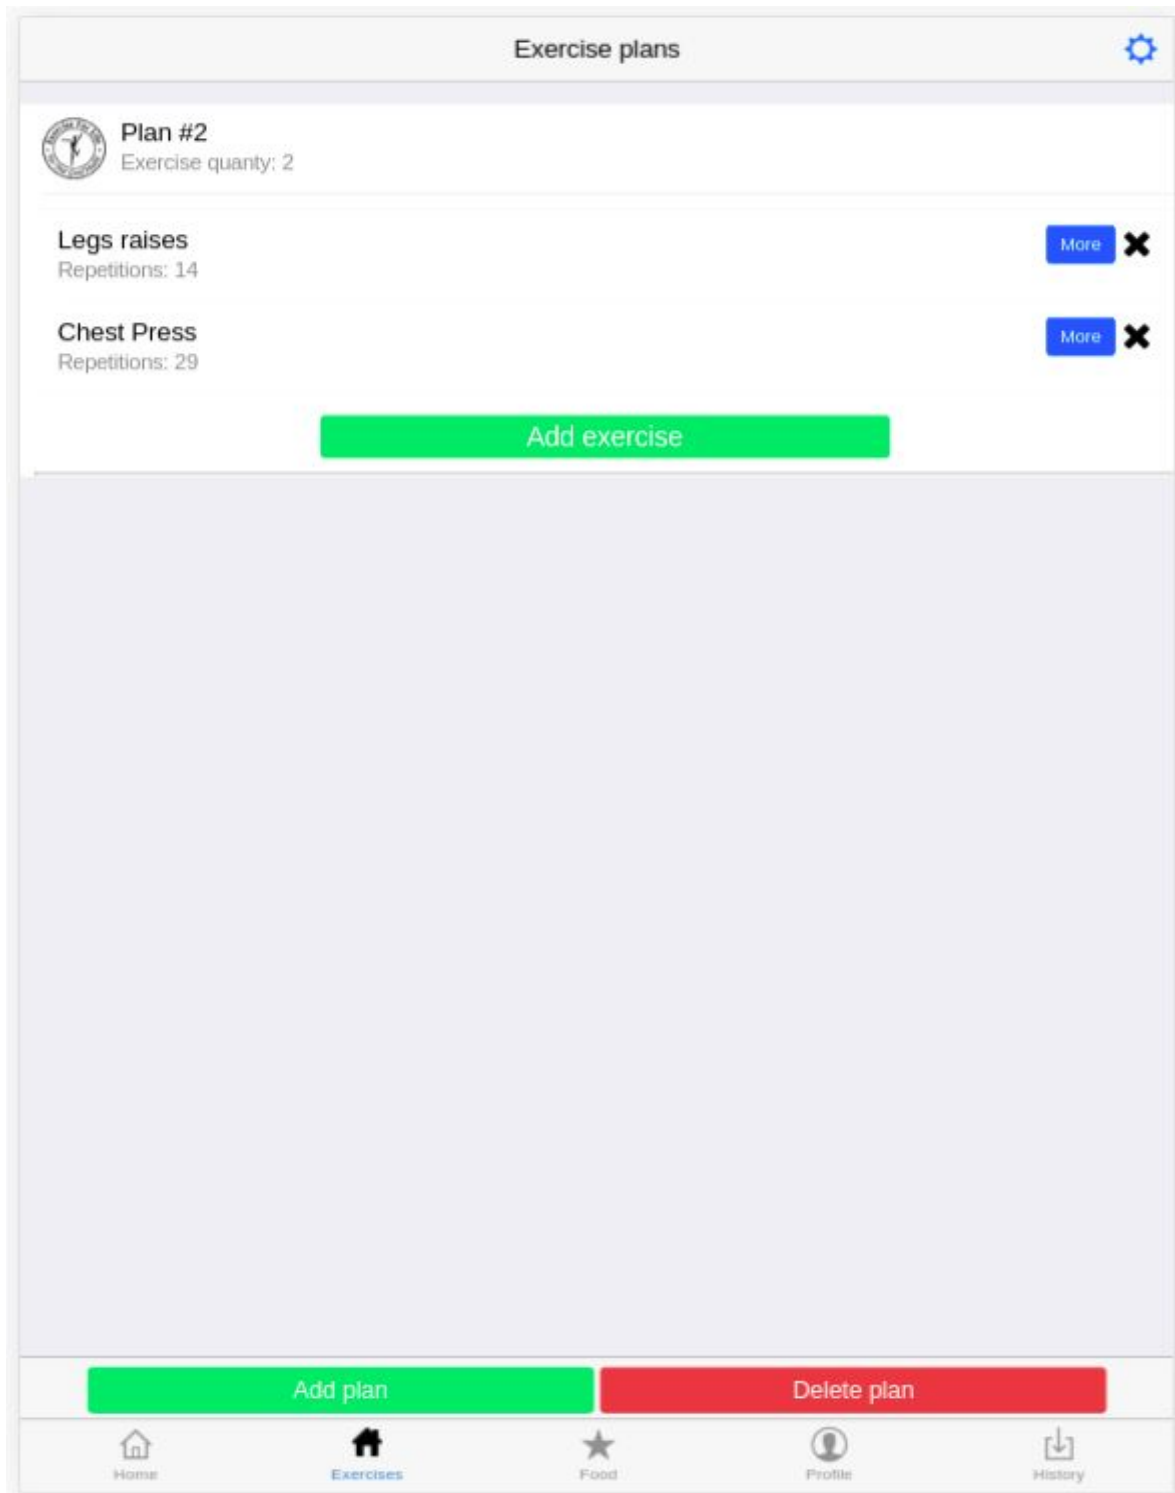 Exercise plans
Plan #2
Exercise quanty: 2
Legs raises
Repetitions: 14
More
Chest Press
Repetitions: 29
More
Add exercise
Add plan
Delete plan
Home
Exercises
Food
Profile
History